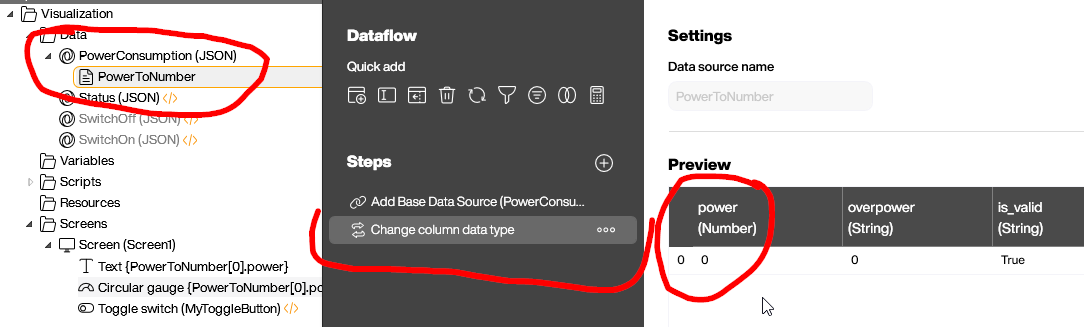 Visualization
Data
PowerConsumption (JSON)
PowerToNumber
Status (JSON) </>
SwitchOff (JSON) </>
SwitchOn (JSON) </>
Variables
Scripts
Resources
Screens
Screen (Screen1)
Text {PowerToNumber[0].power}
Circular gauge {PowerToNumber[0].po
Toggle switch (MyToggleButton) </>
Dataflow
Quick add
Steps
Add Base Data Source (PowerConsu...
Change column data type
Settings
Data source name
PowerToNumber
Preview
power overpower is_valid
(Number) (String) (String)
0 0 0 True